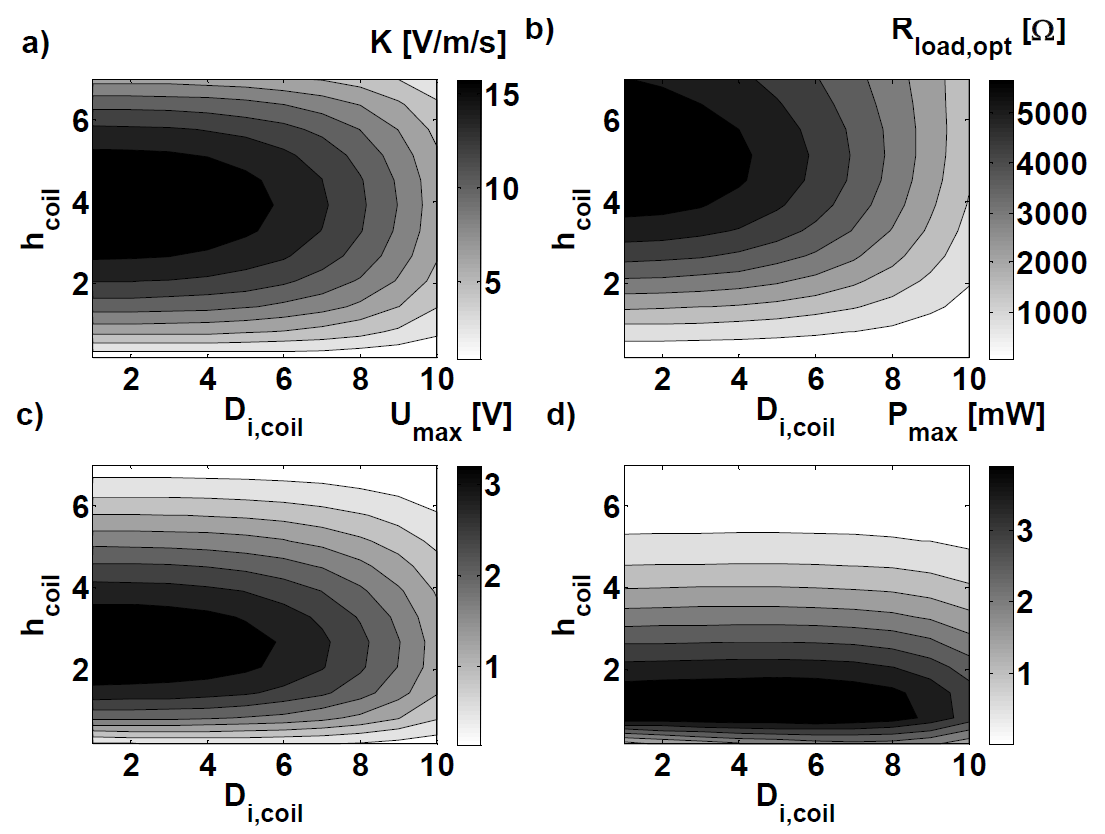 a) K [V/m/s]
6
4
2
h_coil
2 4 6 8 10
D_i,coil
15
10
5
b) R_load,opt [Ω]
6
4
2
h_coil
2 4 6 8 10
D_i,coil
5000
4000
3000
2000
1000
c) U_max [V]
6
4
2
h_coil
2 4 6 8 10
D_i,coil
3
2
1
d) P_max [mW]
6
4
2
h_coil
2 4 6 8 10
D_i,coil
3
2
1